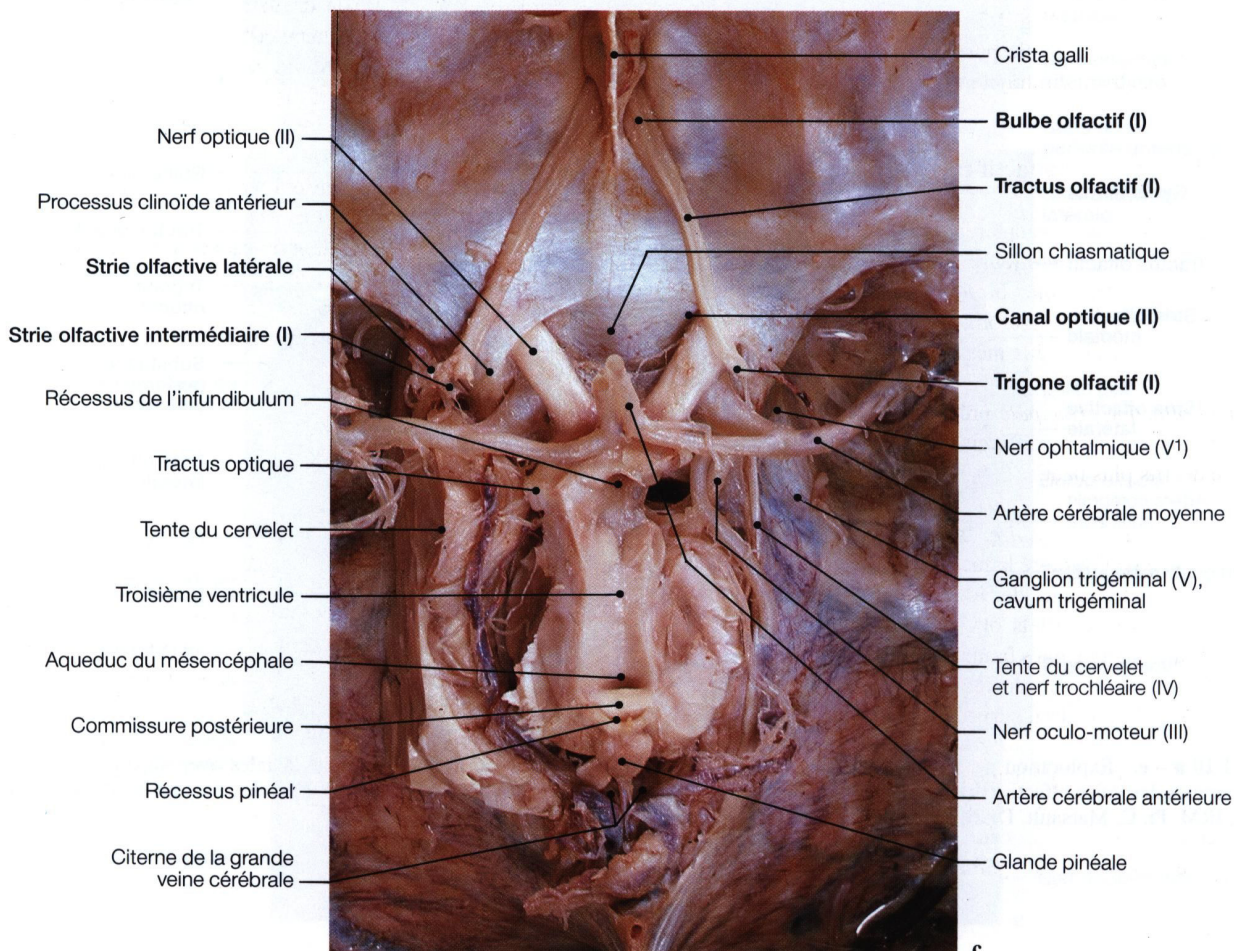 Nerf optique (II)
Processus clinoïde antérieur
Strie olfactive latérale
Strie olfactive intermédiaire (I)
Récessus de l'infundibulum
Tractus optique
Tente du cervelet
Troisième ventricule
Aqueduc du mésencéphale
Commissure postérieure
Récessus pinéal
Citerne de la grande
veine cérébrale
Crista galli
Bulbe olfactif (I)
Tractus olfactif (I)
Sillon chiasmatique
Canal optique (II)
Trigone olfactif (I)
Nerf ophtalmique (V¹)
Artère cérébrale moyenne
Ganglion trigéminal (V),
cavum trigéminal
Tente du cervelet
et nerf trochléaire (IV)
Nerf oculo-moteur (III)
Artère cérébrale antérieure
Glande pinéale